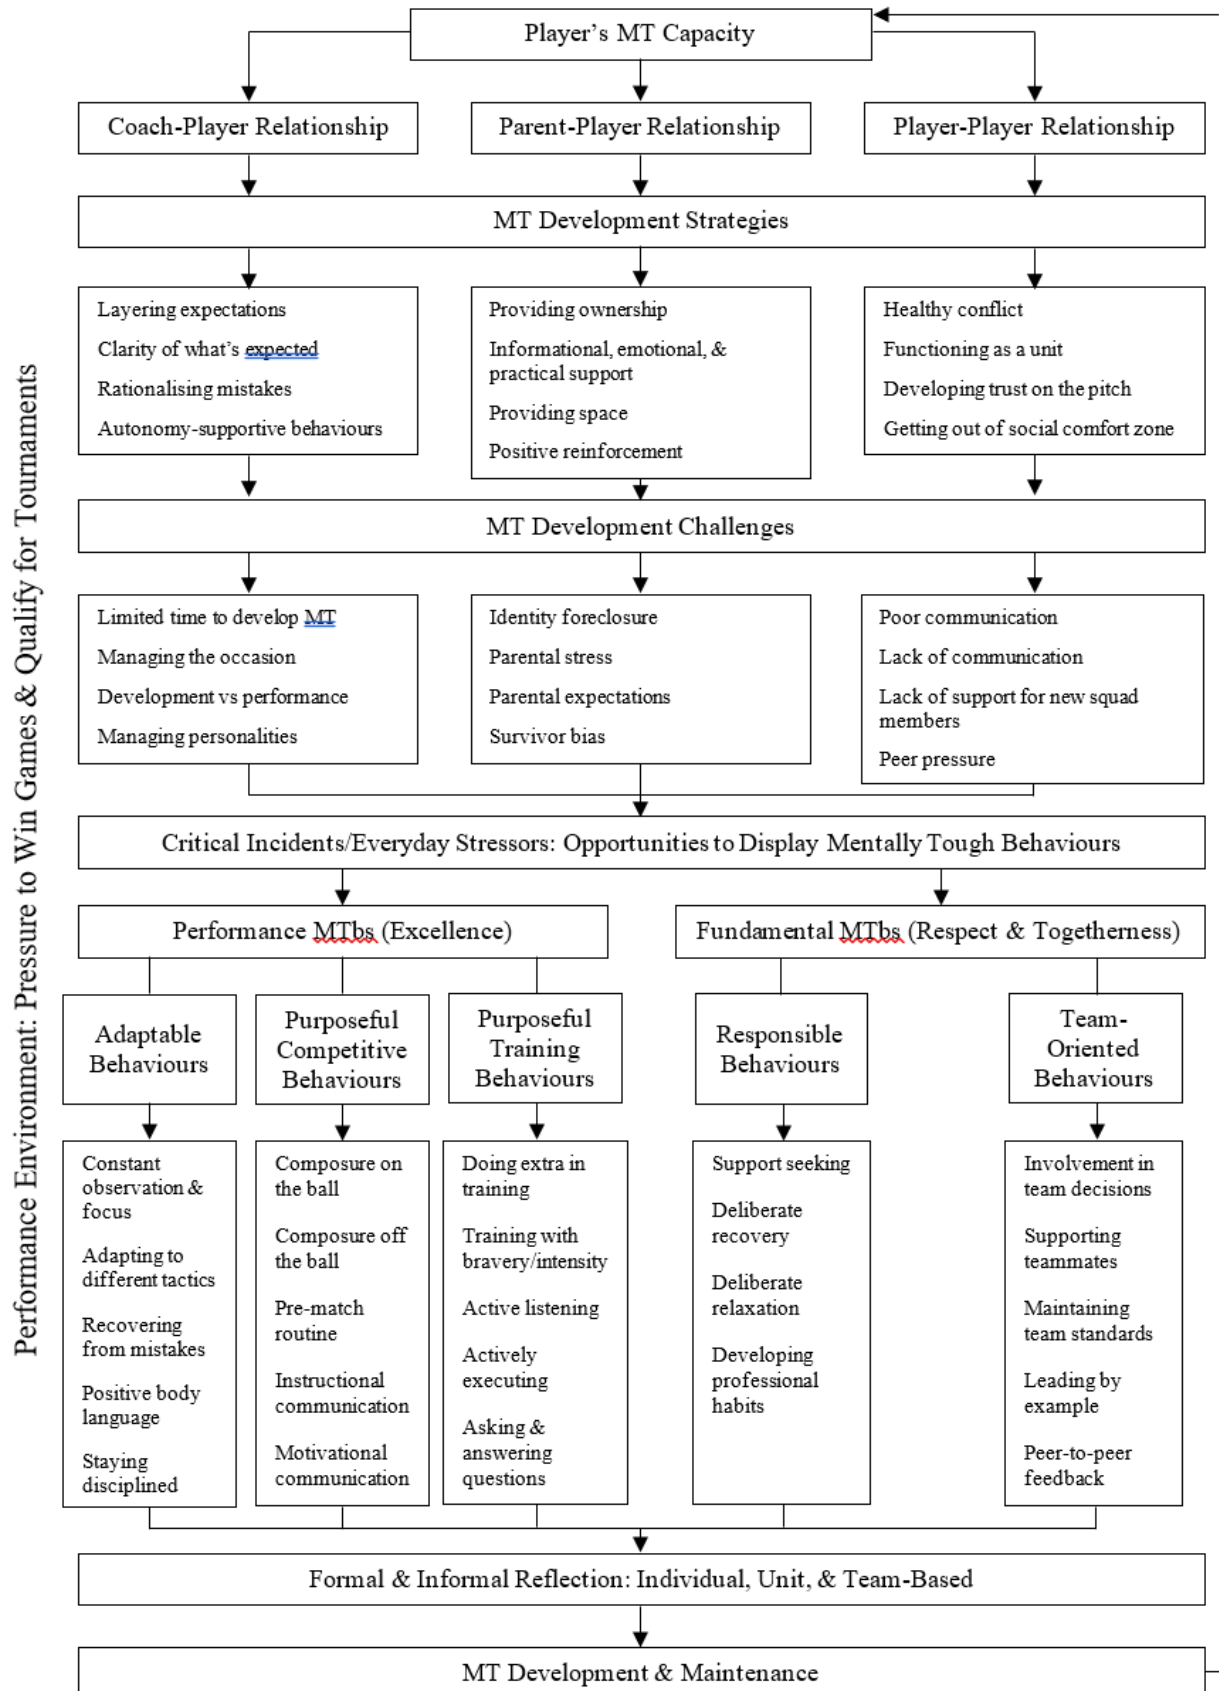 Player's MT Capacity
Coach-Player Relationship
Parent-Player Relationship
Player-Player Relationship
MT Development Strategies
Layering expectations
Clarity of what's expected
Rationalising mistakes
Autonomy-supportive behaviours
Providing ownership
Informational, emotional, &
practical support
Providing space
Positive reinforcement
Healthy conflict
Functioning as a unit
Developing trust on the pitch
Getting out of social comfort zone
MT Development Challenges
Limited time to develop MT
Managing the occasion
Development vs performance
Managing personalities
Identity foreclosure
Parental stress
Parental expectations
Survivor bias
Poor communication
Lack of communication
Lack of support for new squad
members
Peer pressure
Critical Incidents/Everyday Stressors: Opportunities to Display Mentally Tough Behaviours
Performance MTbs (Excellence)
Fundamental MTbs (Respect & Togetherness)
Adaptable
Behaviours
Purposeful
Competitive
Behaviours
Purposeful
Training
Behaviours
Responsible
Behaviours
Team-
Oriented
Behaviours
Constant
observation &
focus
Adapting to
different tactics
Recovering
from mistakes
Positive body
language
Staying
disciplined
Composure on
the ball
Composure off
the ball
Pre-match
routine
Instructional
communication
Motivational
communication
Doing extra in
training
Training with
bravery/intensity
Active listening
Actively
executing
Asking &
answering
questions
Support seeking
Deliberate
recovery
Deliberate
relaxation
Developing
professional
habits
Involvement in
team decisions
Supporting
teammates
Maintaining
team standards
Leading by
example
Peer-to-peer
feedback
Formal & Informal Reflection: Individual, Unit, & Team-Based
MT Development & Maintenance
Performance Environment: Pressure to Win Games & Qualify for Tournaments